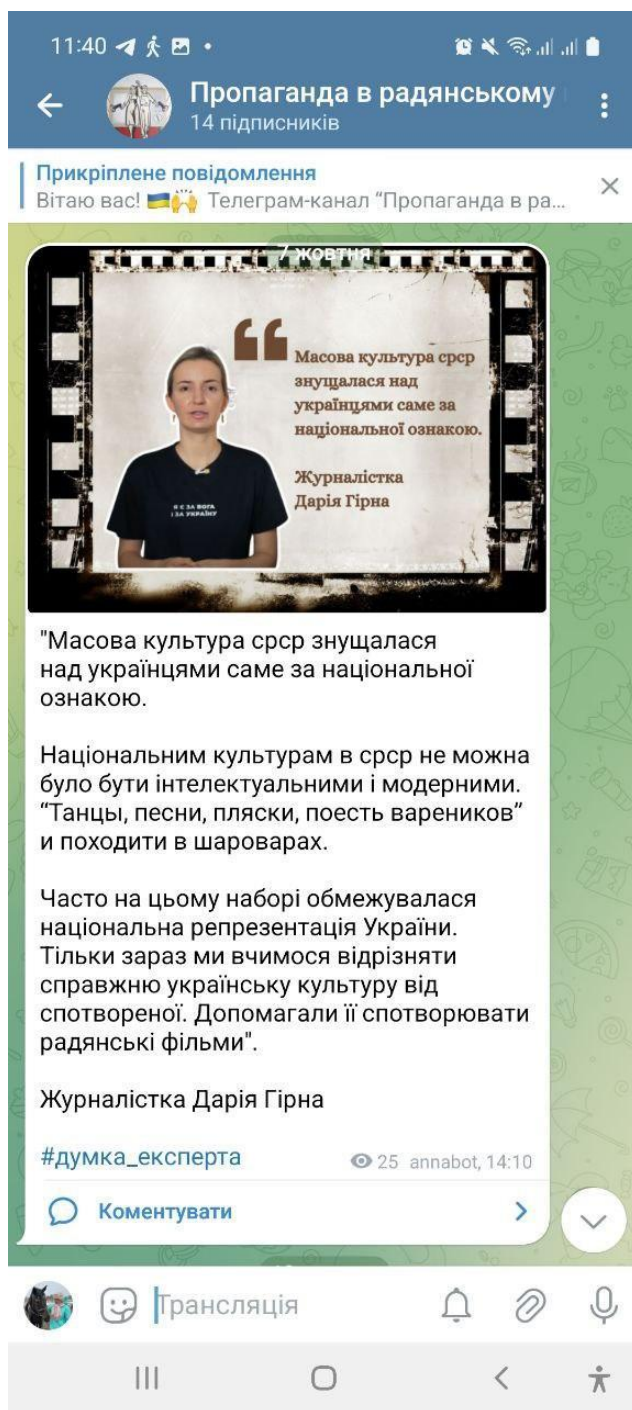 11:40
Пропаганда в радянському
14 підписників
Прикріплене повідомлення
Вітаю вас! 🇺🇦🙌 Телеграм-канал “Пропаганда в ра...
7 жовтня
Масова культура срср
знущалася над
українцями саме за
національної ознакою.
Журналістка
Дарія Гірна
Я Є ЗА БОГА
І ЗА УКРАЇНУ
"Масова культура срср знущалася
над українцями саме за національної
ознакою.
Національним культурам в срср не можна
було бути інтелектуальними і модерними.
“Танцы, песни, пляски, поесть вареников”
и походити в шароварах.
Часто на цьому наборі обмежувалася
національна репрезентація України.
Тільки зараз ми вчимося відрізняти
справжню українську культуру від
спотвореної. Допомагали її спотворювати
радянські фільми".
Журналістка Дарія Гірна
#думка_експерта
25 annabot, 14:10
Коментувати
Трансляція